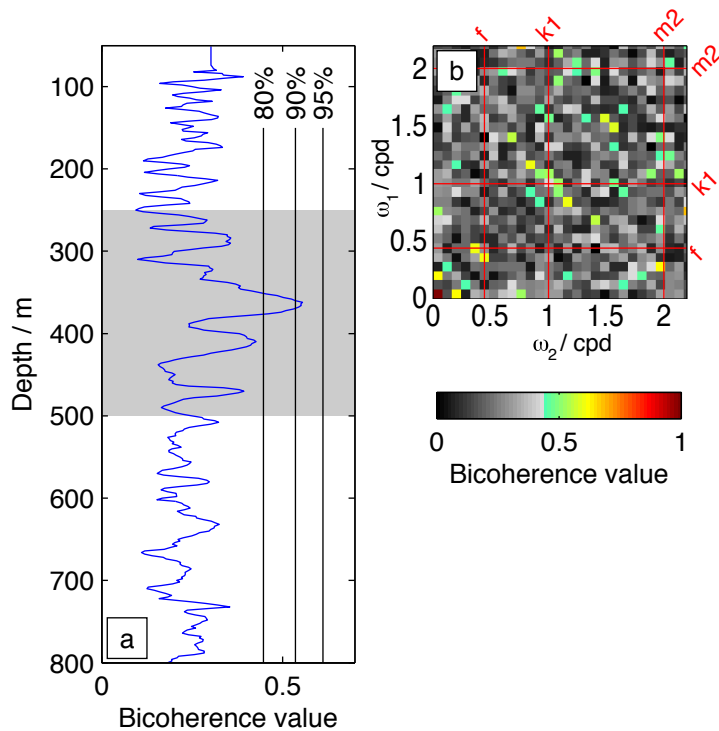 80%
90%
95%
100
200
300
400
500
600
700
800
0
0.5
Depth / m
Bicoherence value
a
f
k1
m2
b
m2
k1
f
2
1.5
1
0.5
0
0
0.5
1
1.5
2
ω1 / cpd
ω2 / cpd
0
0.5
1
Bicoherence value